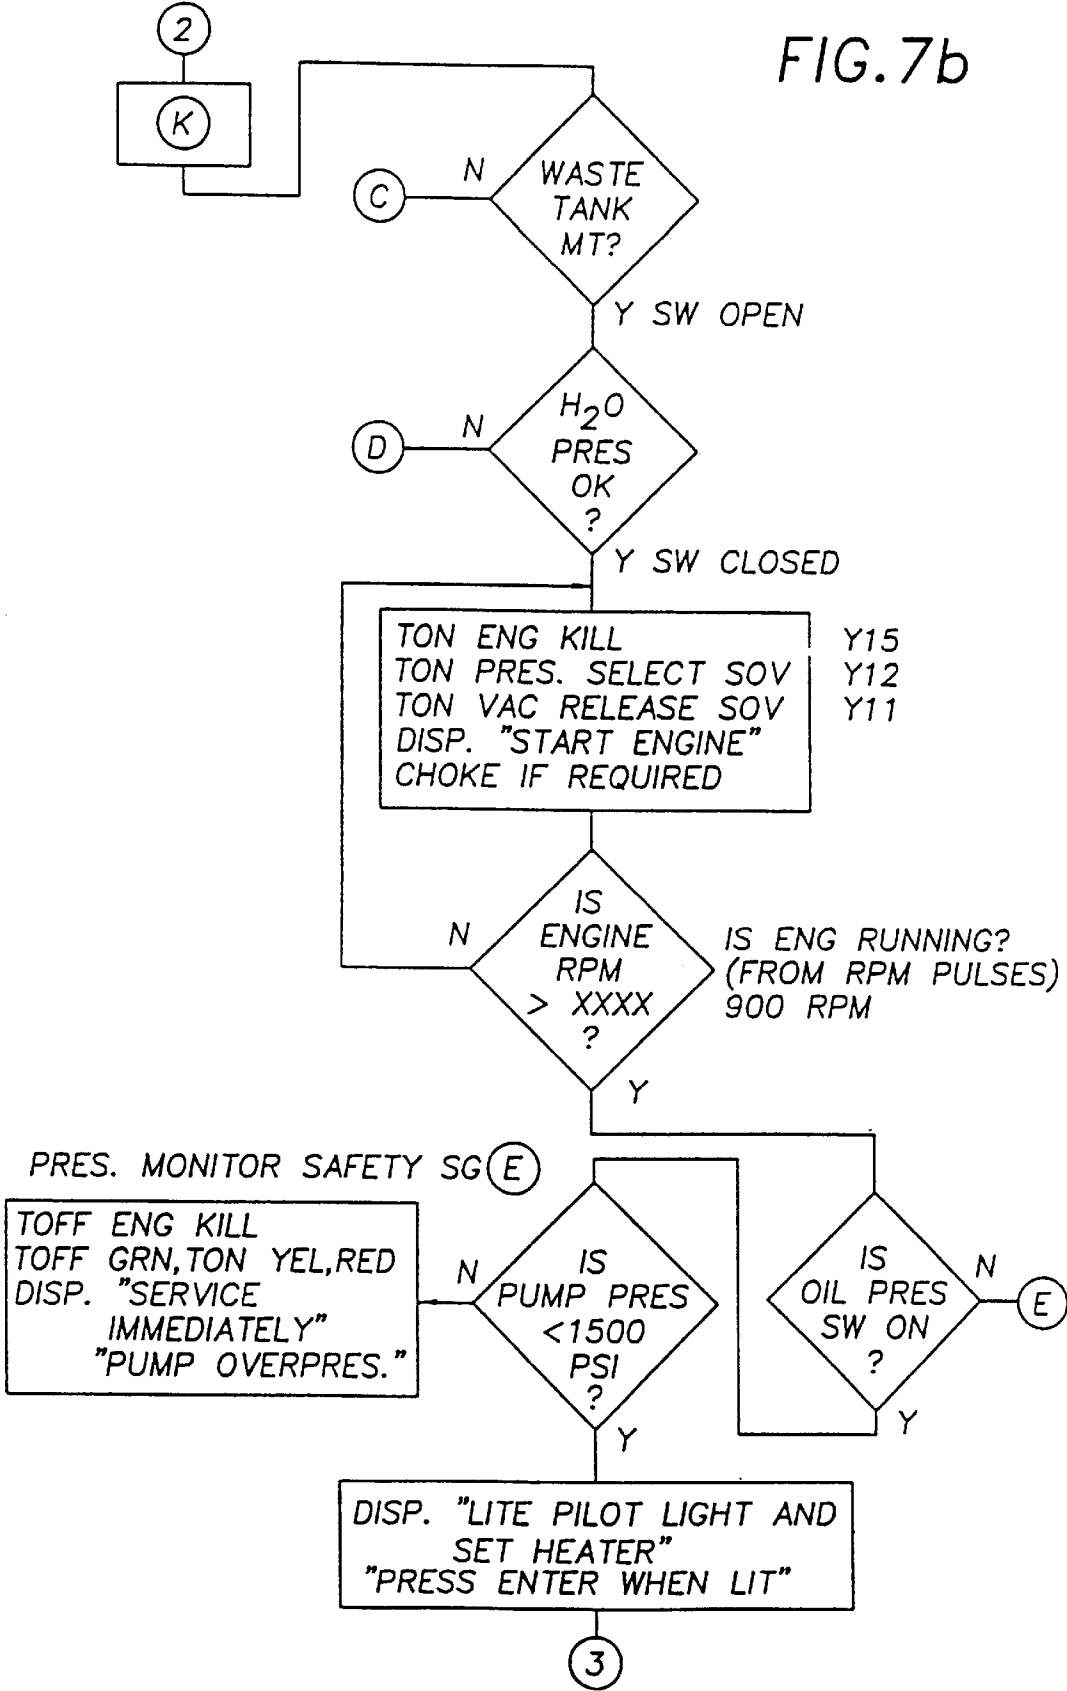 FIG. 7b
2
K
N
C
WASTE
TANK
MT?
Y SW OPEN
N
D
H2O
PRES
OK
?
Y SW CLOSED
TON ENG KILL Y15
TON PRES. SELECT SOV Y12
TON VAC RELEASE SOV Y11
DISP. "START ENGINE"
CHOKE IF REQUIRED
N
IS
ENGINE
RPM
> XXXX
?
IS ENG RUNNING?
(FROM RPM PULSES)
900 RPM
Y
PRES. MONITOR SAFETY SG E
TOFF ENG KILL
TOFF GRN, TON YEL, RED
DISP. "SERVICE
IMMEDIATELY"
"PUMP OVERPRES."
N
IS
PUMP PRES
<1500
PSI
?
Y
IS
OIL PRES
SW ON
?
N
E
Y
DISP. "LITE PILOT LIGHT AND
SET HEATER"
"PRESS ENTER WHEN LIT"
3